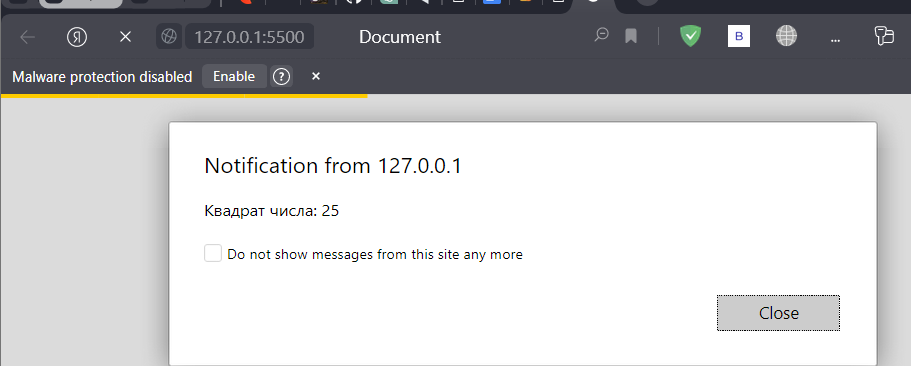 Я 127.0.0.1:5500 Document B ...
Malware protection disabled Enable ? ×
Notification from 127.0.0.1
Квадрат числа: 25
Do not show messages from this site any more
Close